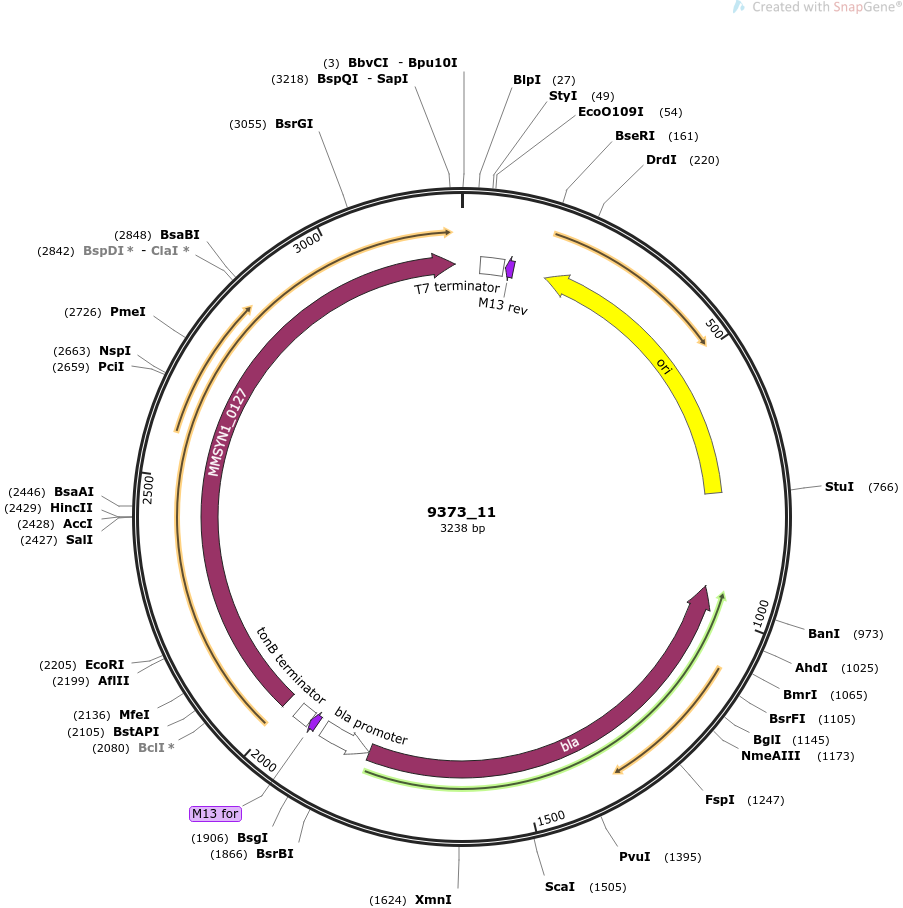 Created with SnapGene®
(3) BbvCI - Bpu10I
(3218) BspQI - SapI
BlpI (27)
StyI (49)
EcoO109I (54)
(3055) BsrGI
BseRI (161)
DrdI (220)
(2848) BsaBI
(2842) BspDI* - ClaI*
3000
T7 terminator
M13 rev
(2726) PmeI
500
(2663) NspI
(2659) PciI
ori
MMSYN1_0127
2500
StuI (766)
(2446) BsaAI
(2429) HincII
(2428) AccI
(2427) SalI
9373_11
3238 bp
1000
BanI (973)
tonB terminator
(2205) EcoRI
(2199) AflII
AhdI (1025)
BmrI (1065)
(2136) MfeI
(2105) BstAPI
(2080) BclI*
bla promoter
BsrFI (1105)
BglI (1145)
NmeAIII (1173)
bla
2000
FspI (1247)
M13 for
1500
(1906) BsgI
(1866) BsrBI
PvuI (1395)
ScaI (1505)
(1624) XmnI